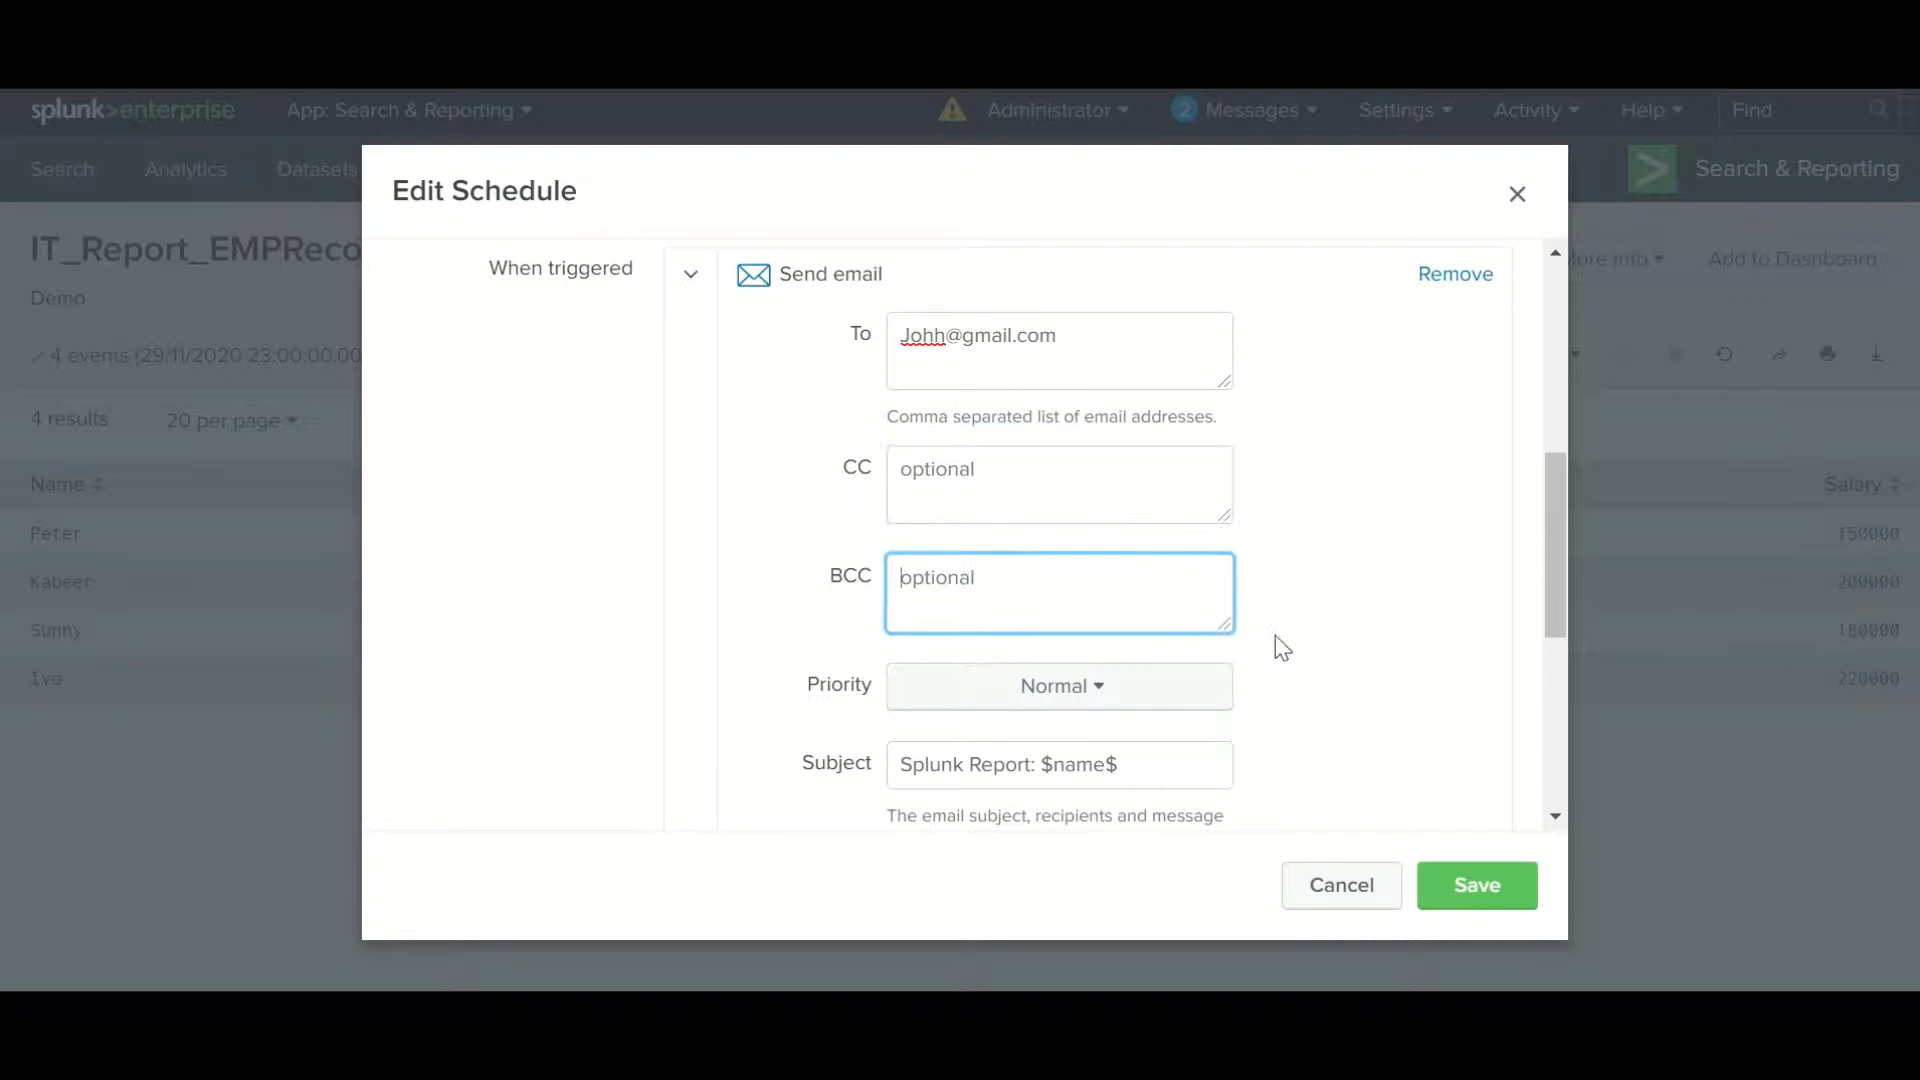 splunk>enterprise App: Search & Reporting Administrator 2 Messages Settings Activity Help Find
Search Analytics Datasets Search & Reporting
Edit Schedule
IT_Report_EMPReco
More Info Add to Dashboard
Demo
4 events (29/11/2020 23:00:00.00
4 results 20 per page
Name Salary
Peter 150000
Kabeer 200000
Sunny 180000
Ivo 220000
When triggered
Send email Remove
To Johh@gmail.com
Comma separated list of email addresses.
CC optional
BCC optional
Priority Normal
Subject Splunk Report: $name$
The email subject, recipients and message
Cancel Save